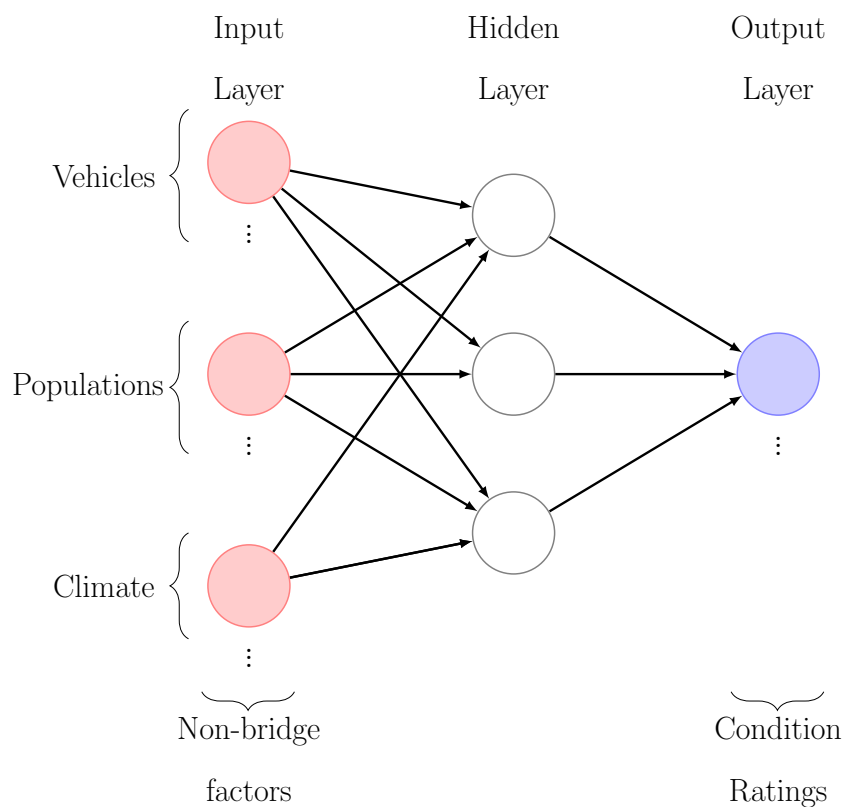 Input
Layer
Hidden
Layer
Output
Layer
Vehicles
Populations
Climate
Non-bridge
factors
Condition
Ratings